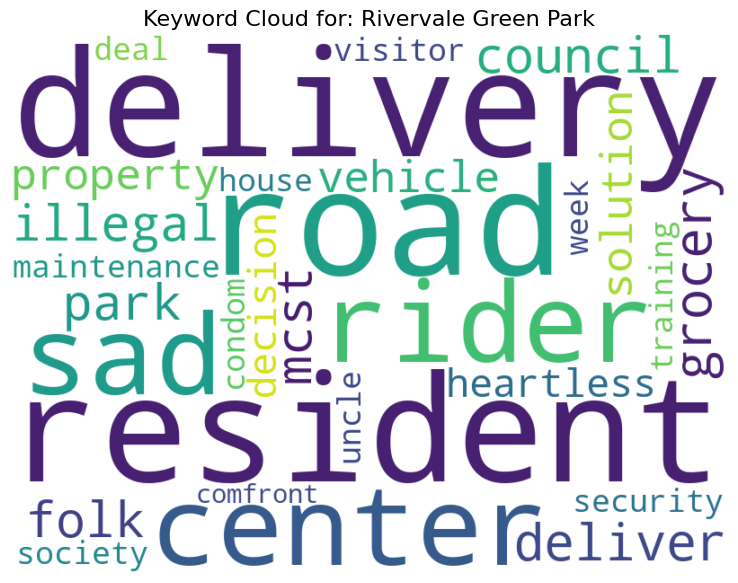 Keyword Cloud for: Rivervale Green Park
deal
visitor
council
delivery
property
house
vehicle
solution
week
grocery
illegal
road
maintenance
decision
training
park
condom
mcst
rider
sad
uncle
heartless
resident
comfront
folk
center
security
deliver
society